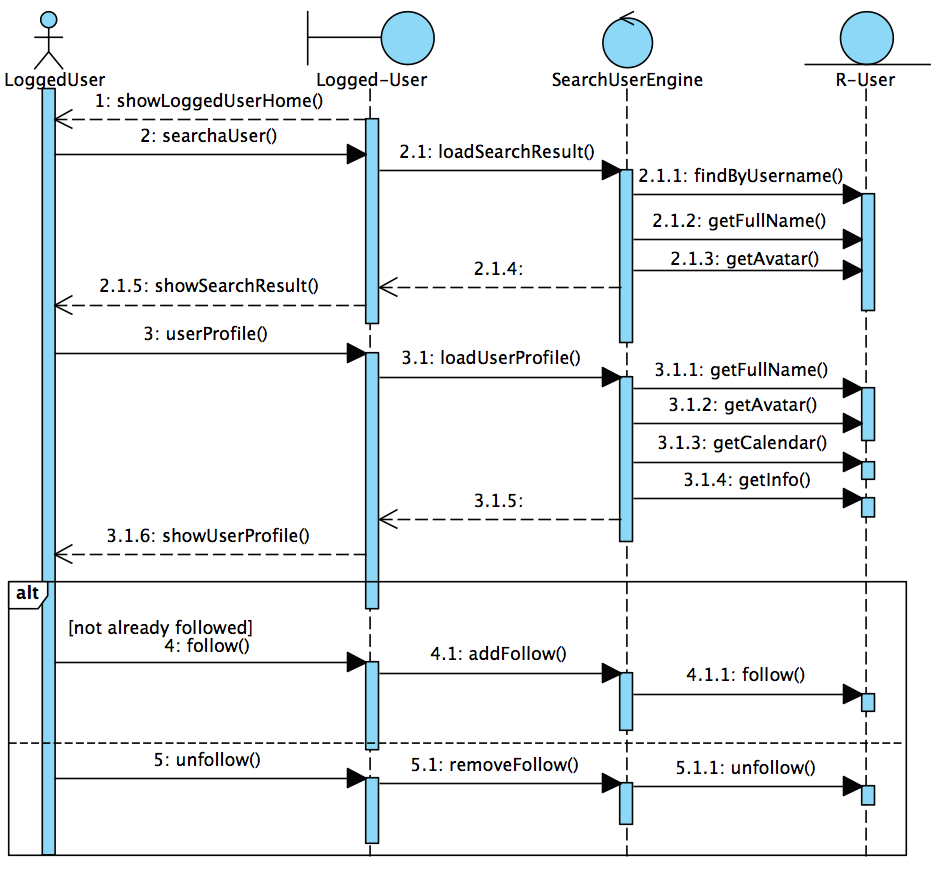 LoggedUser
Logged-User
SearchUserEngine
R-User
1: showLoggedUserHome()
2: searchaUser()
2.1: loadSearchResult()
2.1.1: findByUsername()
2.1.2: getFullName()
2.1.3: getAvatar()
2.1.4:
2.1.5: showSearchResult()
3: userProfile()
3.1: loadUserProfile()
3.1.1: getFullName()
3.1.2: getAvatar()
3.1.3: getCalendar()
3.1.4: getInfo()
3.1.5:
3.1.6: showUserProfile()
alt
[not already followed]
4: follow()
4.1: addFollow()
4.1.1: follow()
5: unfollow()
5.1: removeFollow()
5.1.1: unfollow()